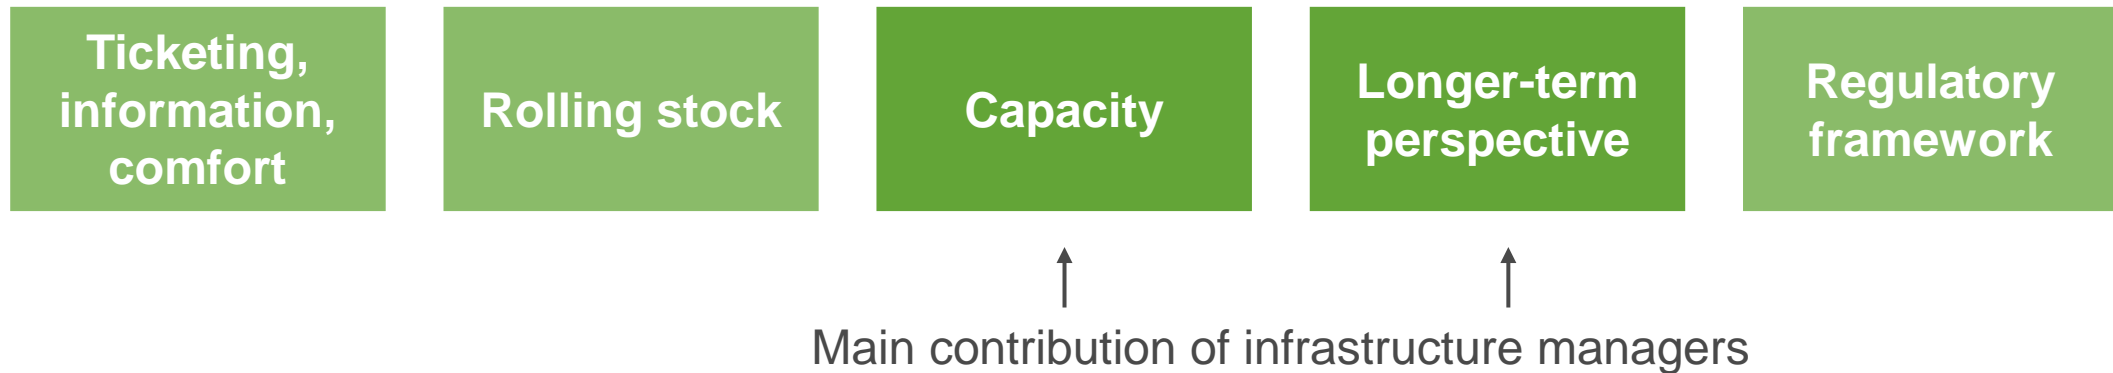 Ticketing,
information,
comfort
Rolling stock
Capacity
Longer-term
perspective
Regulatory
framework
Main contribution of infrastructure managers